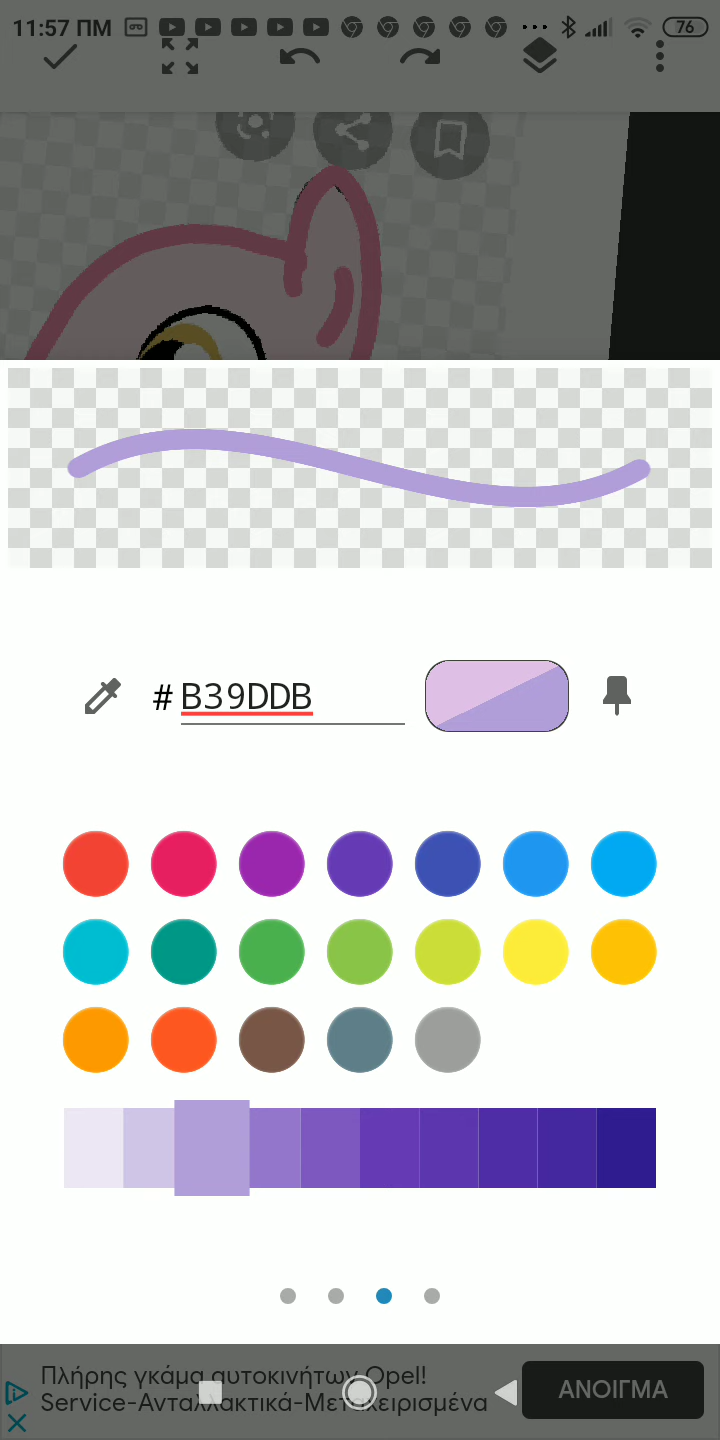 11:57 ΠΜ
76
# B39DDB
Πλήρης γκάμα αυτοκινήτων Opel!
Service-Ανταλλακτικά-Μεταχειρισμένα
ΑΝΟΙΓΜΑ